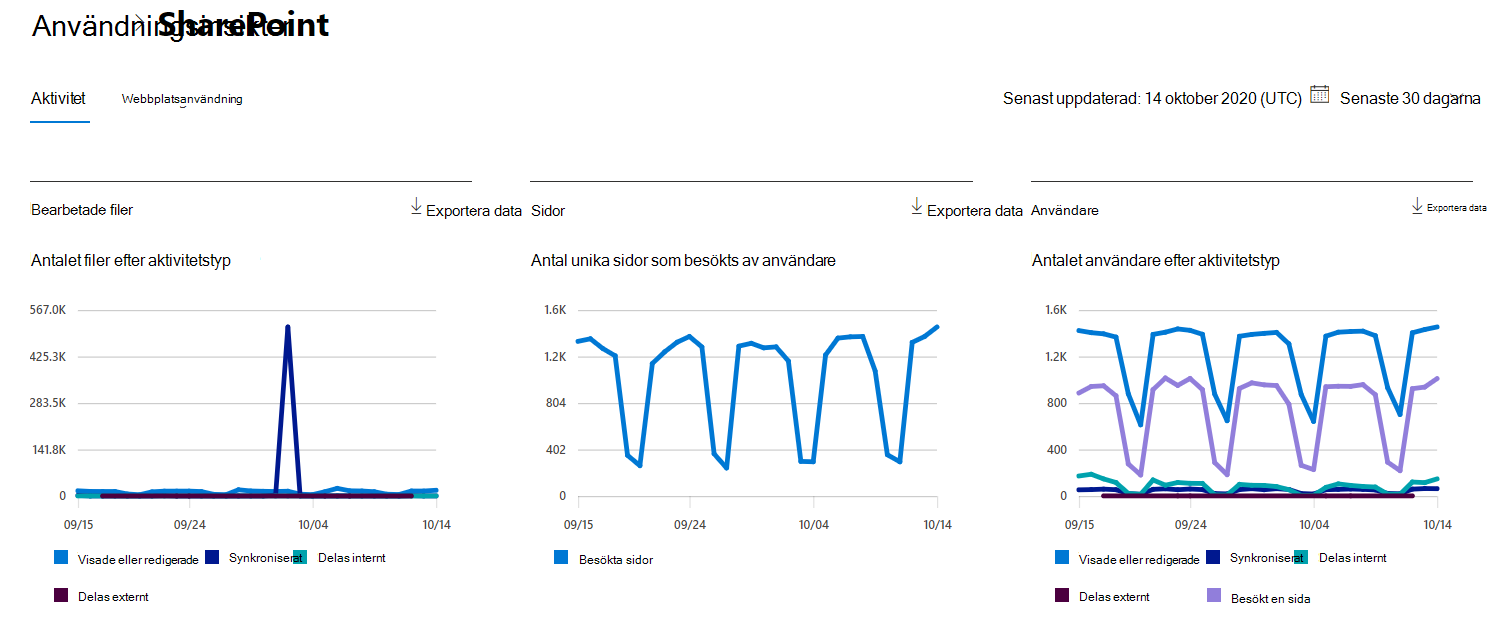 Användningsinsikter
SharePoint
Aktivitet Webbplatsanvändning Senast uppdaterad: 14 oktober 2020 (UTC) Senaste 30 dagarna
Bearbetade filer Exportera data Sidor Exportera data Användare Exportera data
Antalet filer efter aktivitetstyp Antal unika sidor som besökts av användare Antalet användare efter aktivitetstyp
567.0K 1.6K 1.6K
425.3K 1.2K 1.2K
283.5K 804 800
141.8K 402 400
0 0 0
09/15 09/24 10/04 10/14 09/15 09/24 10/04 10/14 09/15 09/24 10/04 10/14
Visade eller redigerade Synkroniserat Delas internt Besökta sidor Visade eller redigerade Synkroniserat Delas internt
Delas externt Delas externt Besökt en sida